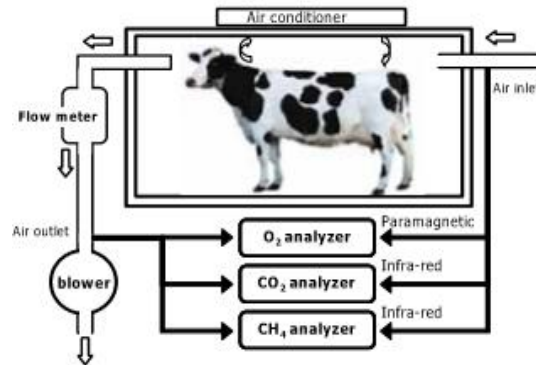 Air conditioner
Air inlet
Flow meter
Air outlet
Paramagnetic
O₂ analyzer
blower
Infra-red
CO₂ analyzer
Infra-red
CH₄ analyzer